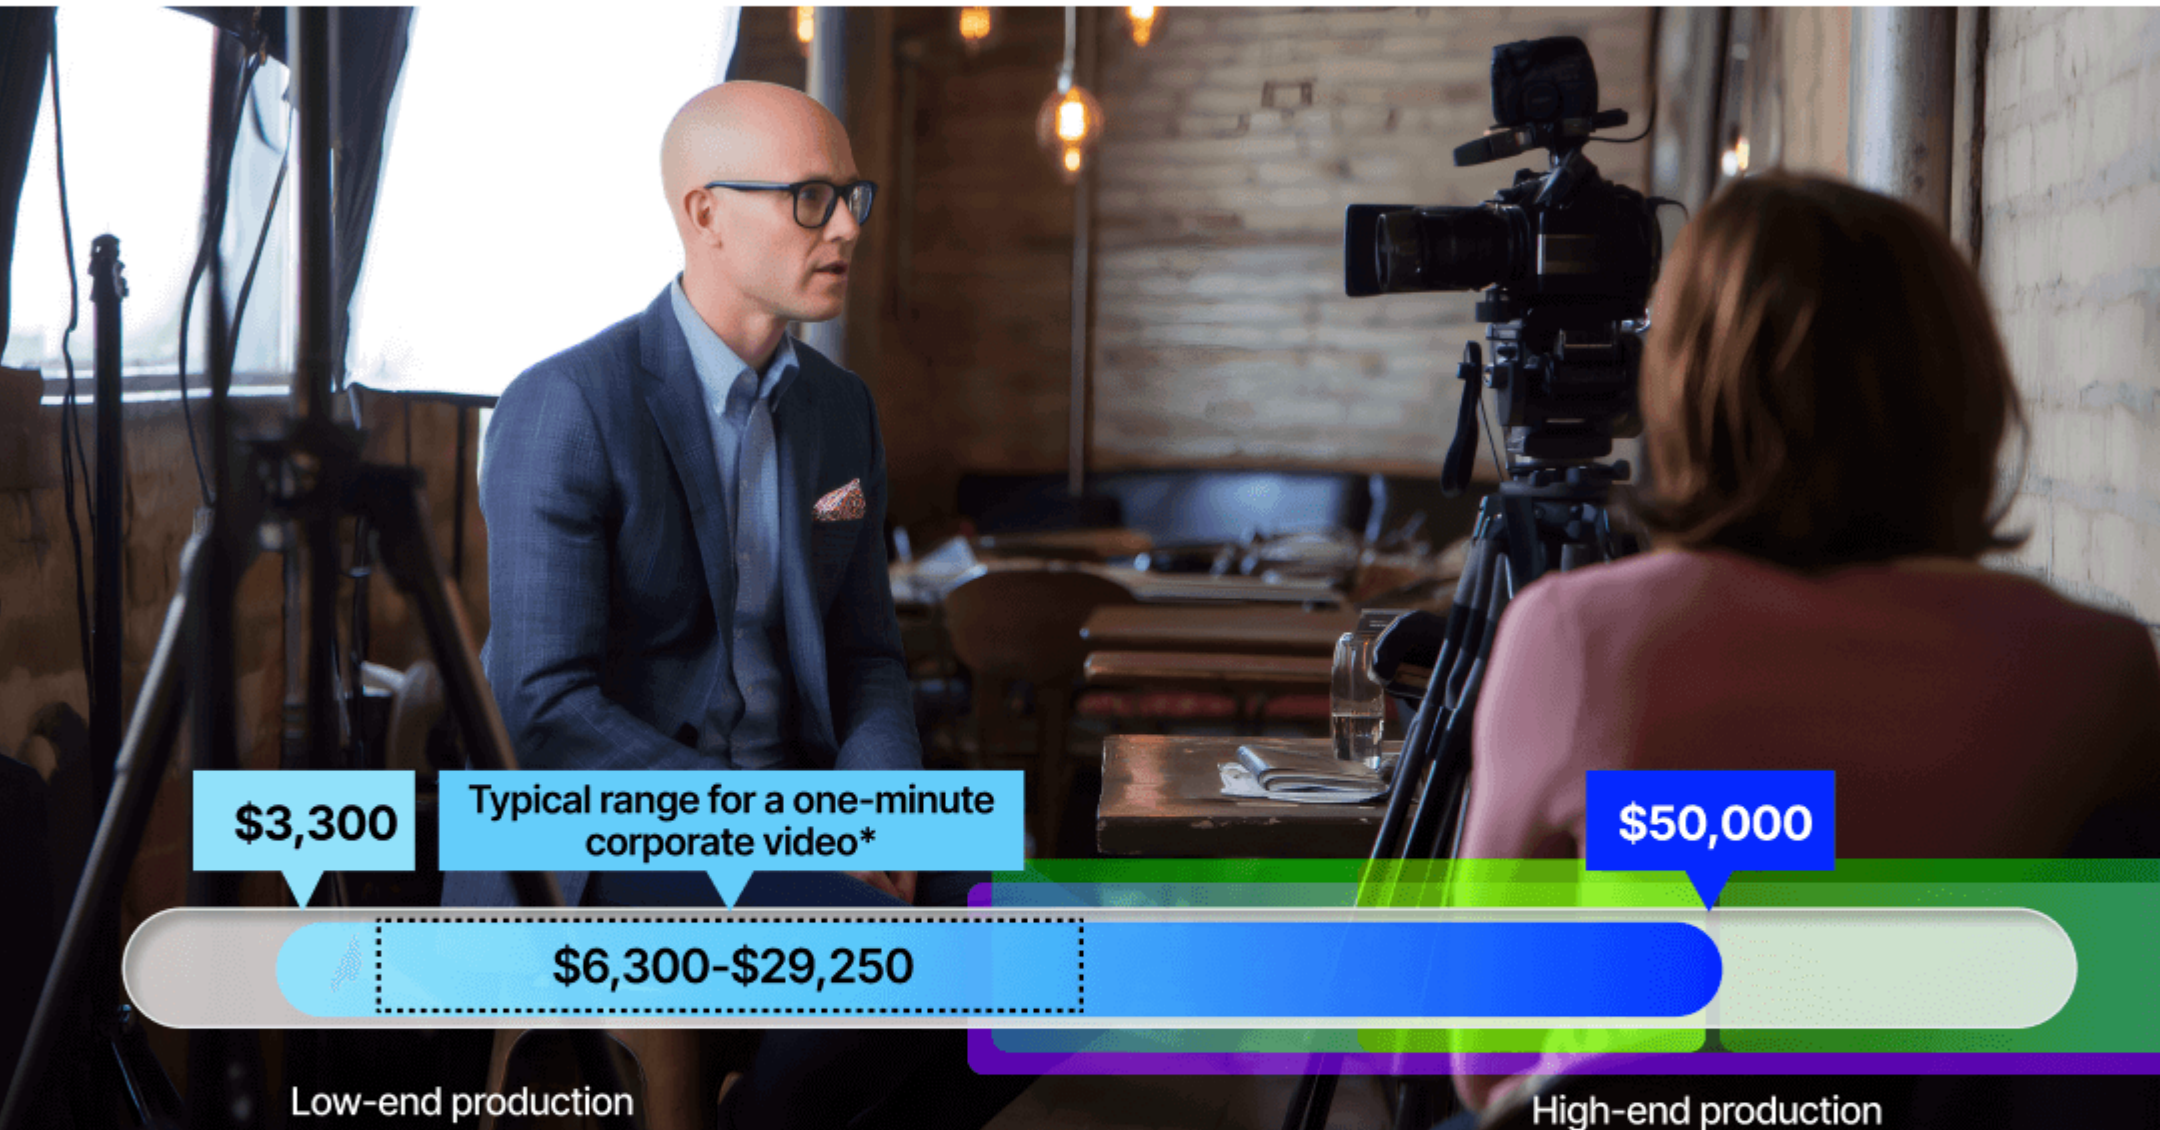 $3,300
Typical range for a one-minute
corporate video*
$50,000
$6,300-$29,250
Low-end production
High-end production